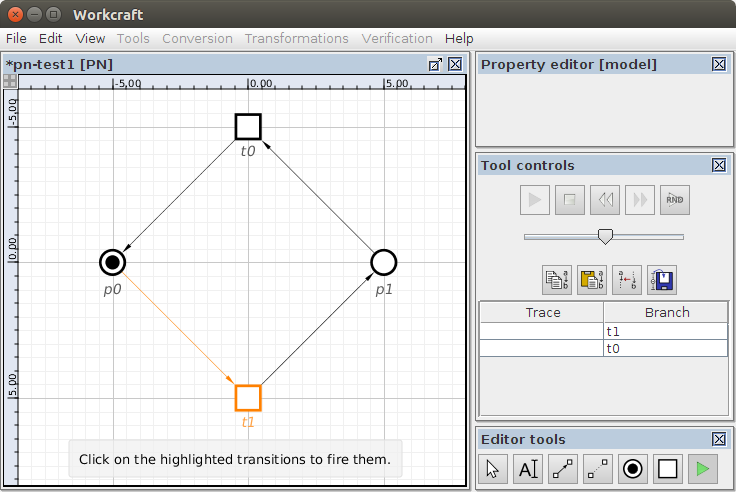 Workcraft
File Edit View Tools Conversion Transformations Verification Help
*pn-test1 [PN]
-5,00 0.00 5,00
-5,00
0,00
5,00
t0
p0
p1
t1
Click on the highlighted transitions to fire them.
Property editor [model]
Tool controls
RND
a b
a b
a b
a b
Trace Branch
t1
t0
Editor tools
A